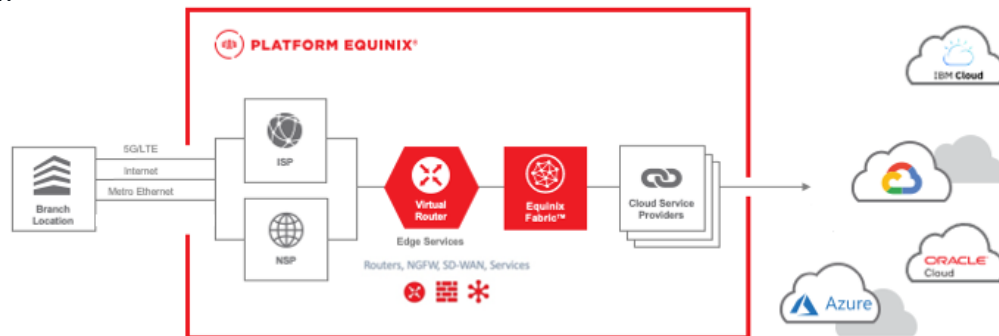 PLATFORM EQUINIX®
IBM Cloud
5G/LTE
Internet
Metro Ethernet
Branch
Location
ISP
NSP
Virtual
Router
Edge Services
Routers, NGFW, SD-WAN, Services
Equinix
Fabric™
Cloud Service
Providers
ORACLE
Cloud
Azure